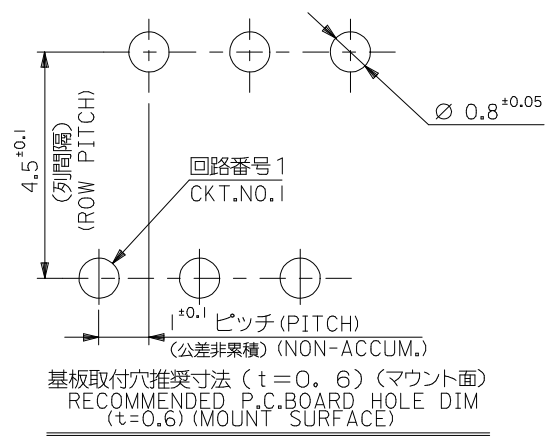 Ø 0.8±0.05
4.5±0.1
(列間隔)
(ROW PITCH)
回路番号1
CKT.NO.1
1±0.1 ピッチ(PITCH)
(公差非累積)(NON-ACCUM.)
基板取付穴推奨寸法(t=0.6)(マウント面)
RECOMMENDED P.C.BOARD HOLE DIM
(t=0.6)(MOUNT SURFACE)